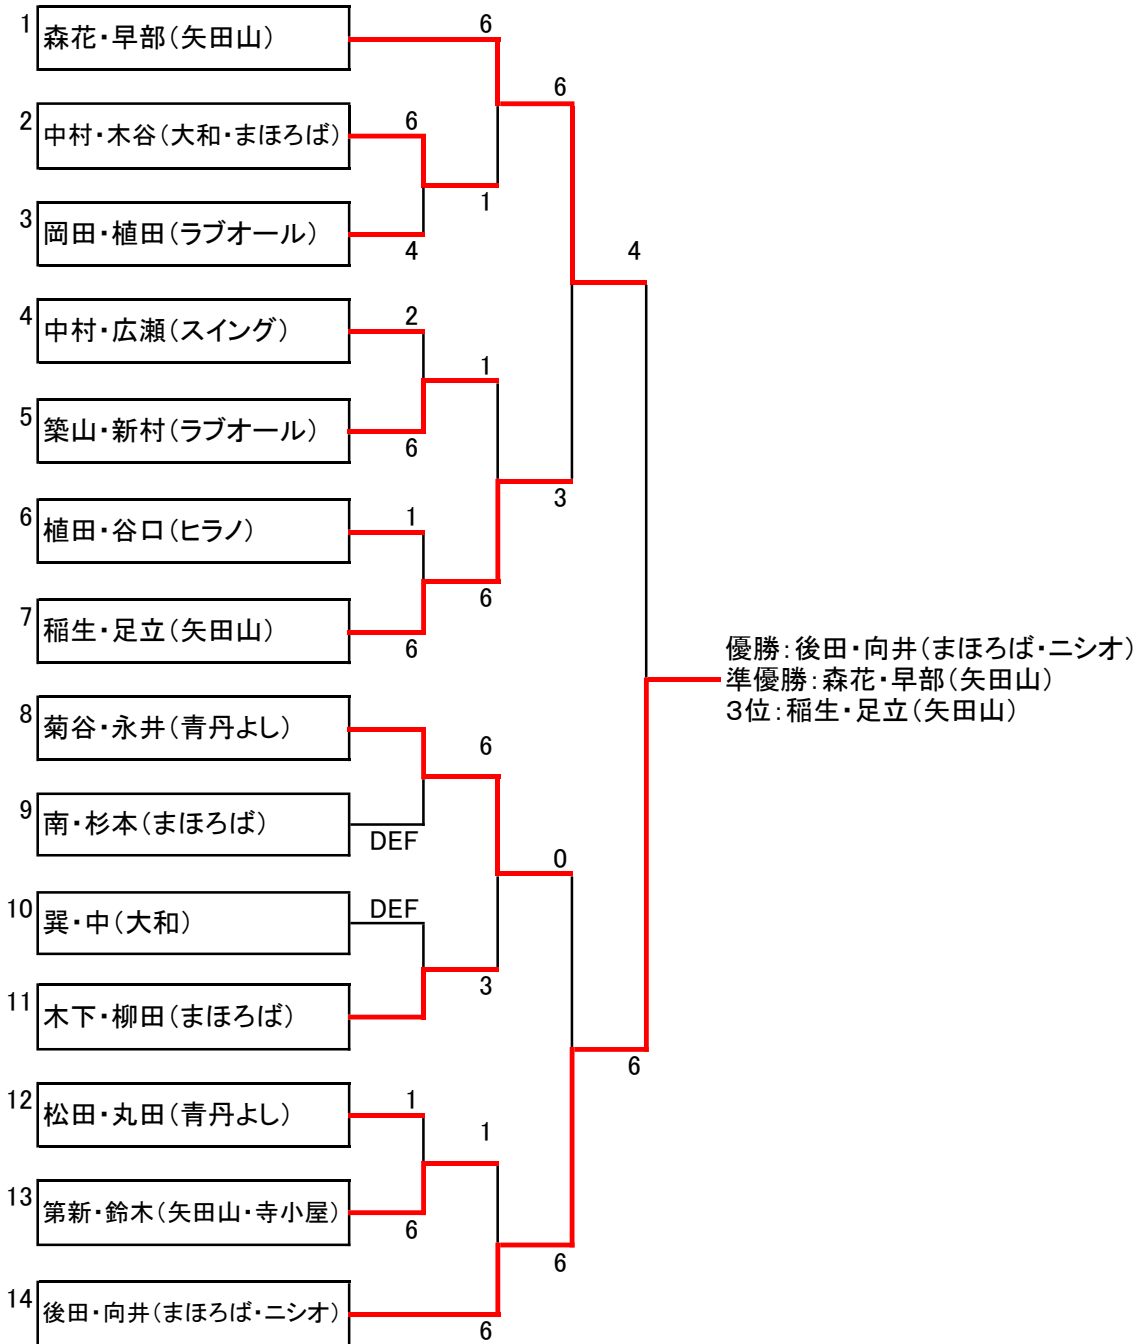 1 森花・早部（矢田山）
6
6
2 中村・木谷（大和・まほろば）
6
1
3 岡田・植田（ラブオール）
4
4
4 中村・広瀬（スイング）
2
1
5 築山・新村（ラブオール）
6
3
6 植田・谷口（ヒラノ）
1
6
7 稲生・足立（矢田山）
6
優勝：後田・向井（まほろば・ニシオ）
準優勝：森花・早部（矢田山）
３位：稲生・足立（矢田山）
8 菊谷・永井（青丹よし）
6
9 南・杉本（まほろば）
DEF
0
10 巽・中（大和）
DEF
3
11 木下・柳田（まほろば）
6
12 松田・丸田（青丹よし）
1
1
13 第新・鈴木（矢田山・寺小屋）
6
6
14 後田・向井（まほろば・ニシオ）
6